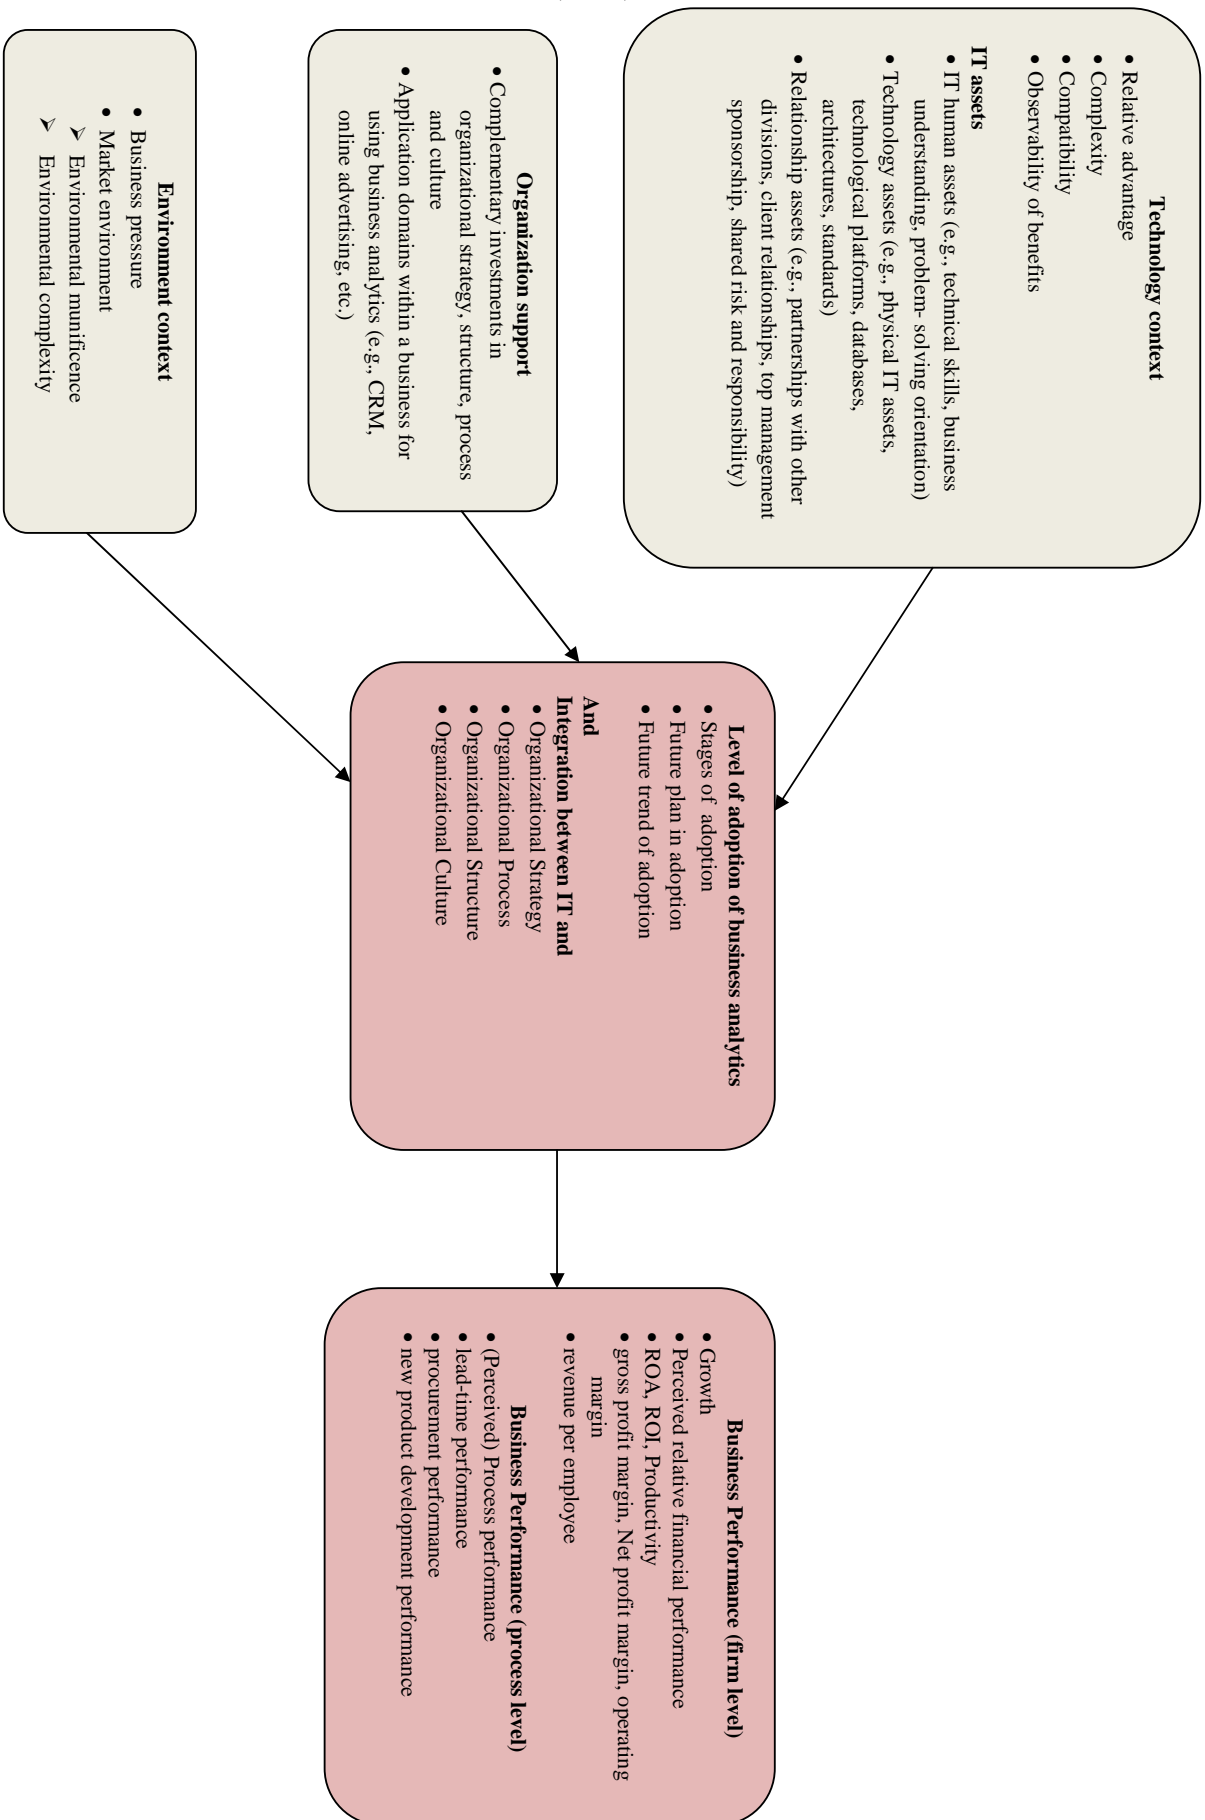 Technology context
• Relative advantage
• Complexity
• Compatibility
• Observability of benefits
IT assets
• IT human assets (e.g., technical skills, business
understanding, problem- solving orientation)
• Technology assets (e.g., physical IT assets,
technological platforms, databases,
architectures, standards)
• Relationship assets (e.g., partnerships with other
divisions, client relationships, top management
sponsorship, shared risk and responsibility)
Organization support
• Complementary investments in
organizational strategy, structure, process
and culture
• Application domains within a business for
using business analytics (e.g., CRM,
online advertising, etc.)
Environment context
• Business pressure
• Market environment
➢ Environmental munificence
➢ Environmental complexity
Level of adoption of business analytics
• Stages of adoption
• Future plan in adoption
• Future trend of adoption
And
Integration between IT and
• Organizational Strategy
• Organizational Process
• Organizational Structure
• Organizational Culture
Business Performance (firm level)
• Growth
• Perceived relative financial performance
• ROA, ROI, Productivity
• gross profit margin, Net profit margin, operating
margin
• revenue per employee
Business Performance (process level)
• (Perceived) Process performance
• lead-time performance
• procurement performance
• new product development performance